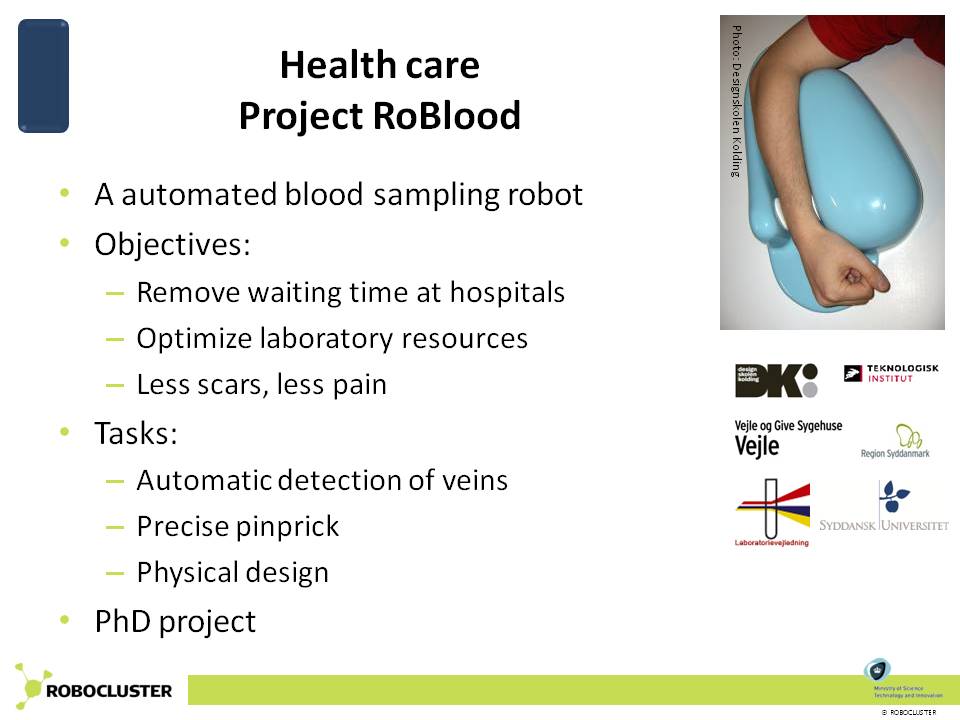 Health care
Project RoBlood
• A automated blood sampling robot
• Objectives:
– Remove waiting time at hospitals
– Optimize laboratory resources
– Less scars, less pain
• Tasks:
– Automatic detection of veins
– Precise pinprick
– Physical design
• PhD project
Photo: Designskolen Kolding
design
skolen
kolding
DK:
TEKNOLOGISK
INSTITUT
Vejle og Give Sygehuse
Vejle
Region Syddanmark
Laboratorievejledning
SYDDANSK UNIVERSITET
ROBOCLUSTER
Ministry of Science
Technology and Innovation
© ROBOCLUSTER